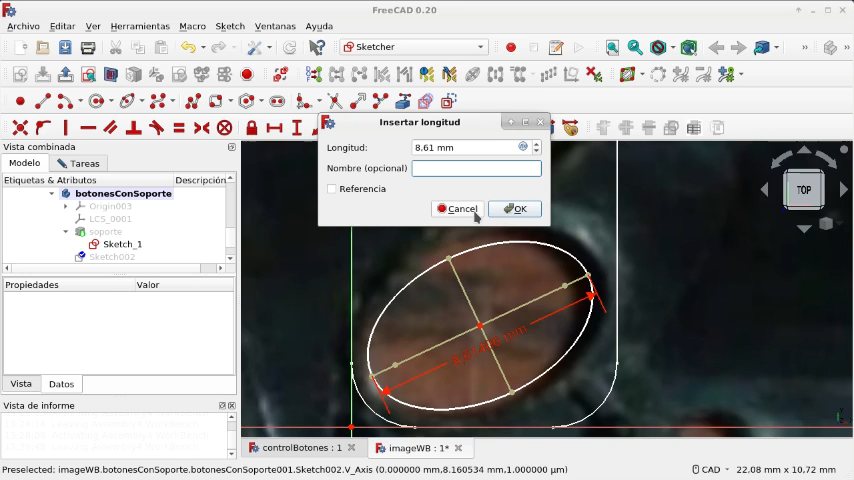 FreeCAD 0.20
Archivo Editar Ver Herramientas Macro Sketch Ventanas Ayuda
Sketcher
Insertar longitud
Longitud: 8.61 mm
Nombre (opcional)
Referencia
Cancel OK
Vista combinada
Modelo Tareas
Etiquetas & Atributos Descripción
botonesConSoporte
Origin003
LCS_0001
soporte
Sketch_1
Sketch002
Propiedades Valor
Vista Datos
Vista de informe
TOP
controlBotones : 1
imageWB : 1*
Preselected: imageWB.botonesConSoporte.botonesConSoporte001.Sketch002.V_Axis (0.000000 mm,8.160534 mm,1.000000 µm)
CAD 22.08 mm x 10,72 mm